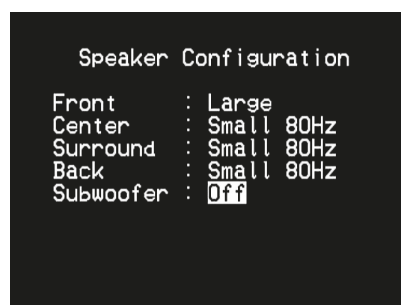 Speaker Configuration
Front : Large
Center : Small 80Hz
Surround : Small 80Hz
Back : Small 80Hz
Subwoofer : Off